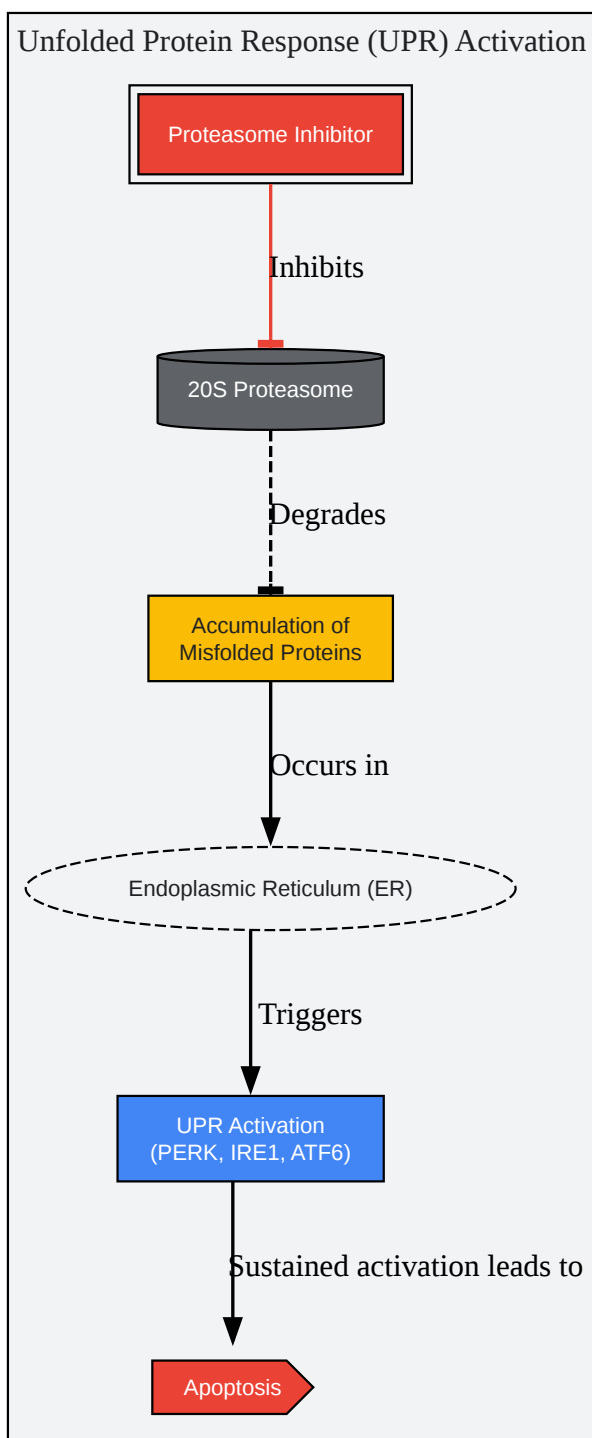 Unfolded Protein Response (UPR) Activation
Proteasome Inhibitor
Inhibits
20S Proteasome
Degrades
Accumulation of
Misfolded Proteins
Occurs in
Endoplasmic Reticulum (ER)
Triggers
UPR Activation
(PERK, IRE1, ATF6)
Sustained activation leads to
Apoptosis